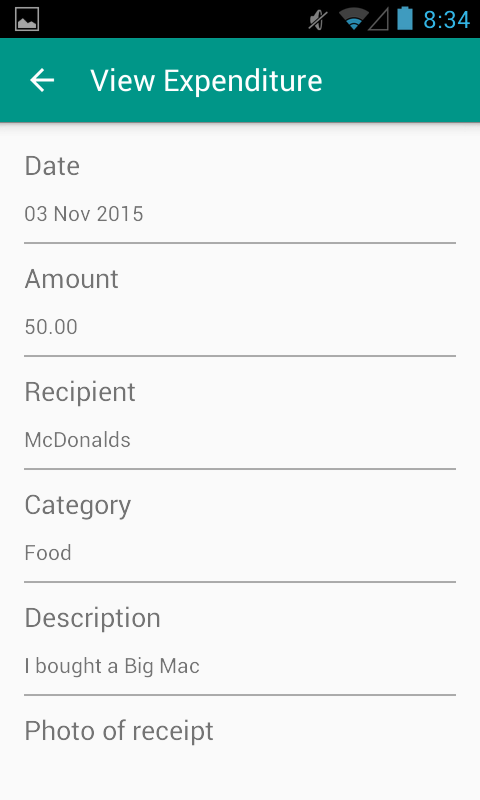 8:34
View Expenditure
Date
03 Nov 2015
Amount
50.00
Recipient
McDonalds
Category
Food
Description
I bought a Big Mac
Photo of receipt